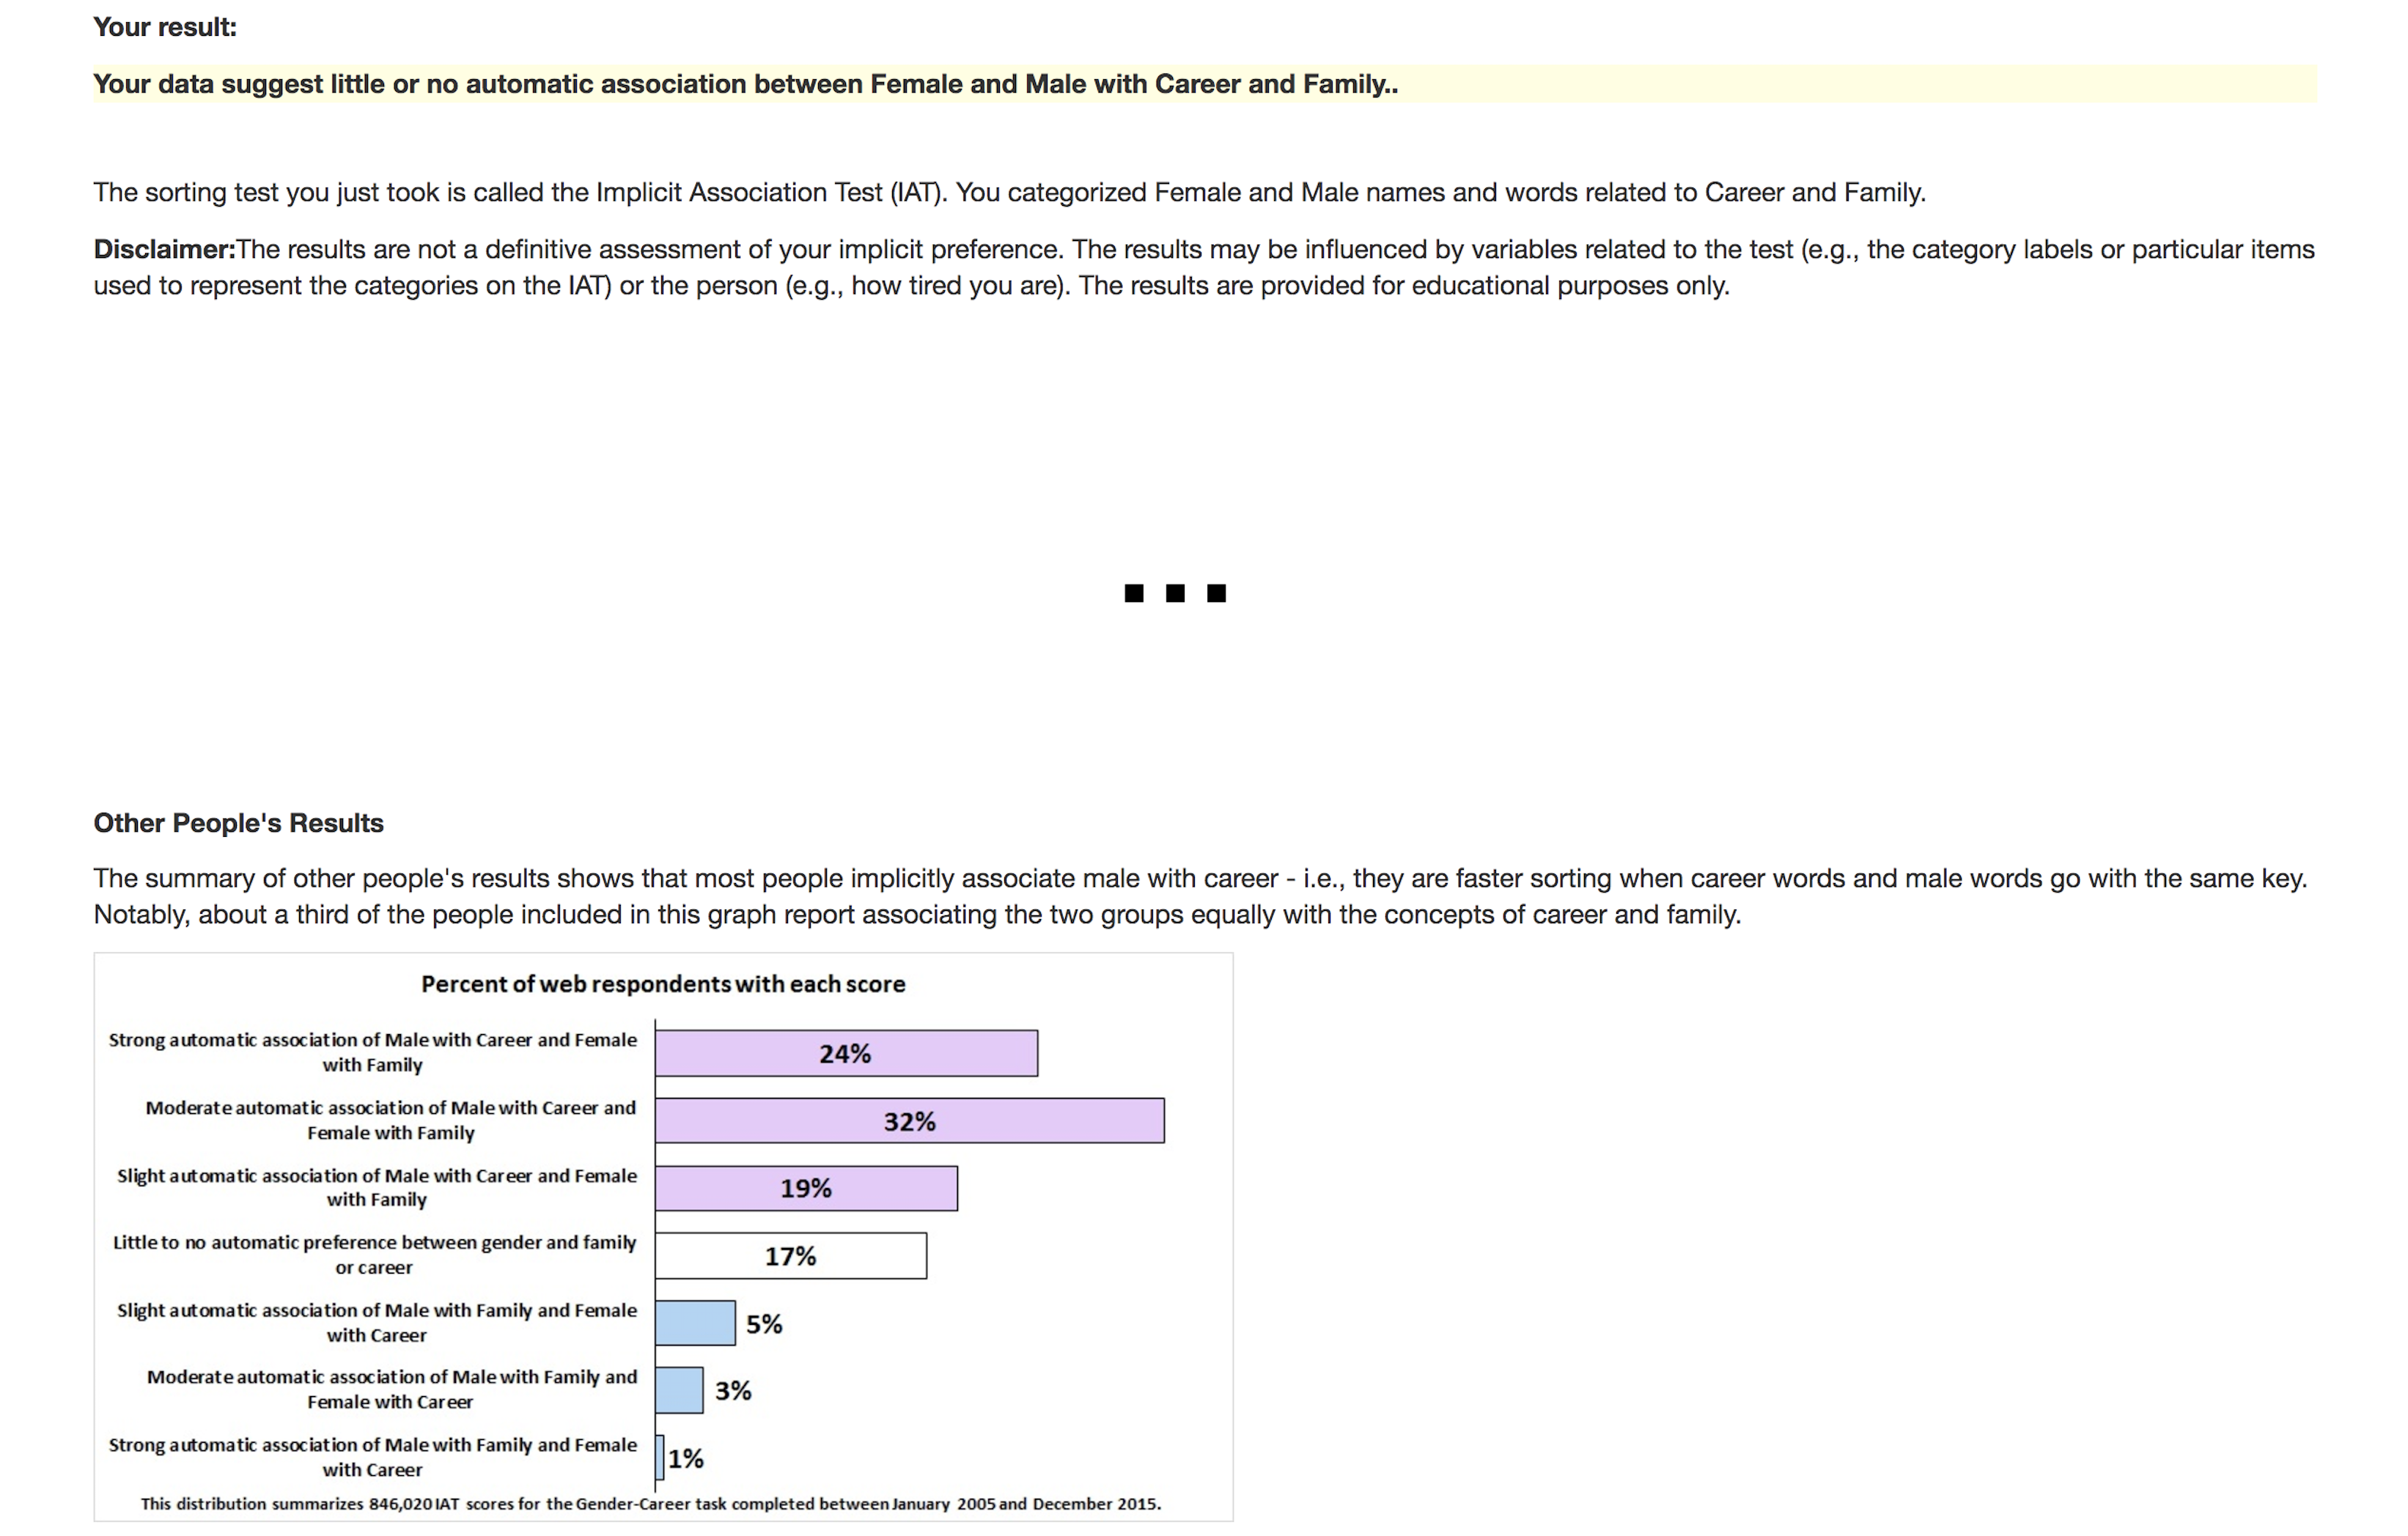 Your result:
Your data suggest little or no automatic association between Female and Male with Career and Family..
The sorting test you just took is called the Implicit Association Test (IAT). You categorized Female and Male names and words related to Career and Family.
Disclaimer:The results are not a definitive assessment of your implicit preference. The results may be influenced by variables related to the test (e.g., the category labels or particular items
used to represent the categories on the IAT) or the person (e.g., how tired you are). The results are provided for educational purposes only.
Other People's Results
The summary of other people's results shows that most people implicitly associate male with career - i.e., they are faster sorting when career words and male words go with the same key.
Notably, about a third of the people included in this graph report associating the two groups equally with the concepts of career and family.
Percent of web respondents with each score
Strong automatic association of Male with Career and Female
with Family
24%
Moderate automatic association of Male with Career and
Female with Family
32%
Slight automatic association of Male with Career and Female
with Family
19%
Little to no automatic preference between gender and family
or career
17%
Slight automatic association of Male with Family and Female
with Career
5%
Moderate automatic association of Male with Family and
Female with Career
3%
Strong automatic association of Male with Family and Female
with Career
1%
This distribution summarizes 846,020 IAT scores for the Gender-Career task completed between January 2005 and December 2015.